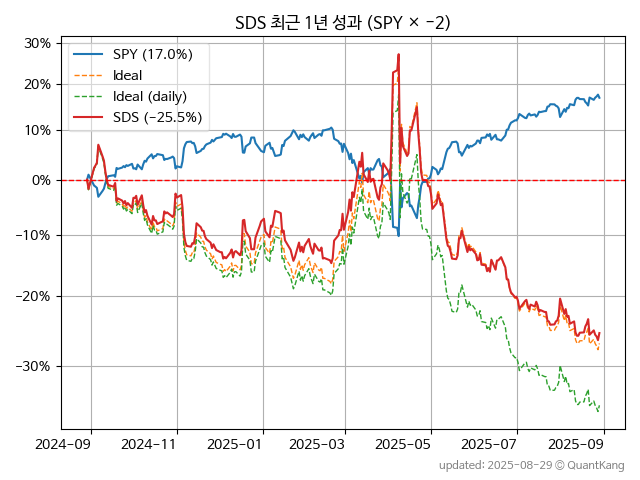 SDS 최근 1년 성과 (SPY × −2)
30%
20%
10%
0%
−10%
−20%
−30%
SPY (17.0%)
Ideal
Ideal (daily)
SDS (−25.5%)
2024-09
2024-11
2025-01
2025-03
2025-05
2025-07
2025-09
updated: 2025-08-29 © QuantKang